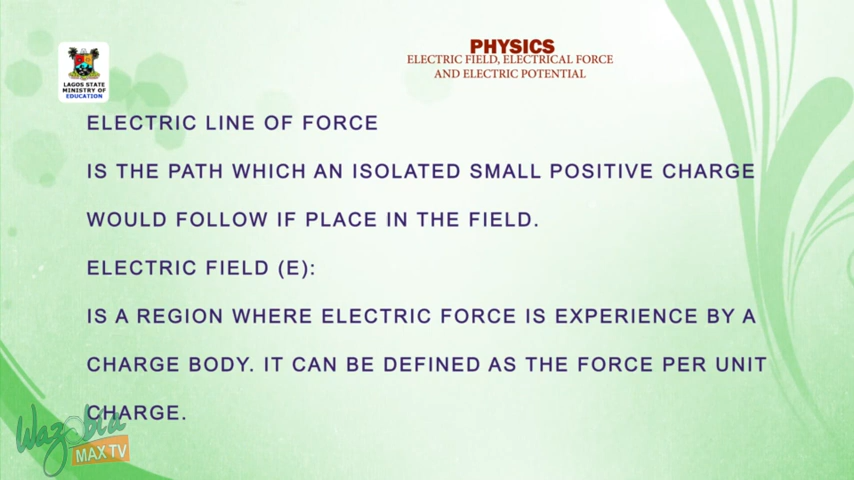 PHYSICS
ELECTRIC FIELD, ELECTRICAL FORCE
AND ELECTRIC POTENTIAL
LAGOS STATE
MINISTRY OF
EDUCATION
ELECTRIC LINE OF FORCE
IS THE PATH WHICH AN ISOLATED SMALL POSITIVE CHARGE
WOULD FOLLOW IF PLACE IN THE FIELD.
ELECTRIC FIELD (E):
IS A REGION WHERE ELECTRIC FORCE IS EXPERIENCE BY A
CHARGE BODY. IT CAN BE DEFINED AS THE FORCE PER UNIT
CHARGE.
Wazobia
MAX TV